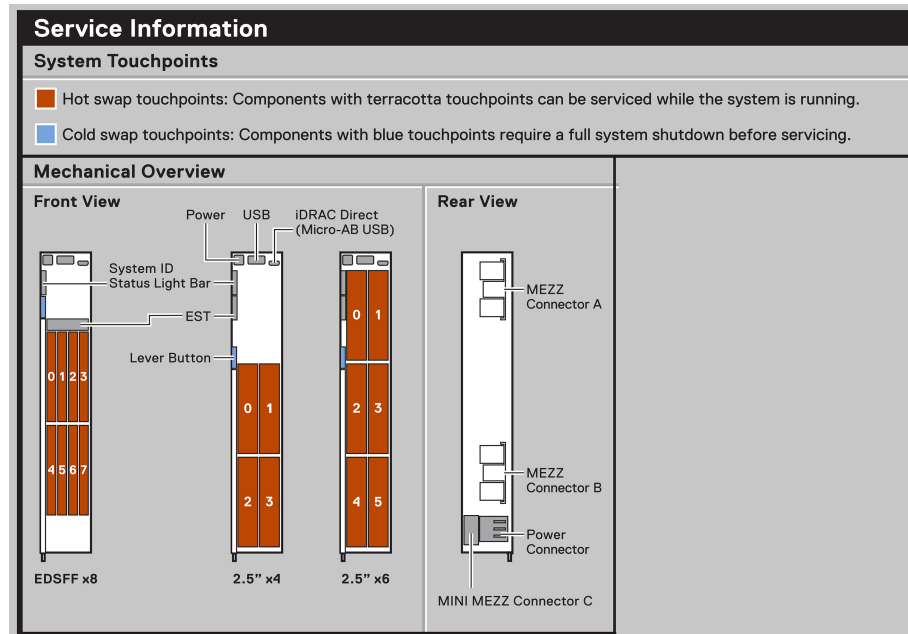 Service Information
System Touchpoints
Hot swap touchpoints: Components with terracotta touchpoints can be serviced while the system is running.
Cold swap touchpoints: Components with blue touchpoints require a full system shutdown before servicing.
Mechanical Overview
Front View
Power
USB
iDRAC Direct
(Micro-AB USB)
System ID
Status Light Bar
EST
Lever Button
0 1 2 3
4 5 6 7
EDSFF x8
0 1
2 3
2.5” x4
0 1
2 3
4 5
2.5” x6
Rear View
MEZZ
Connector A
MEZZ
Connector B
Power
Connector
MINI MEZZ Connector C